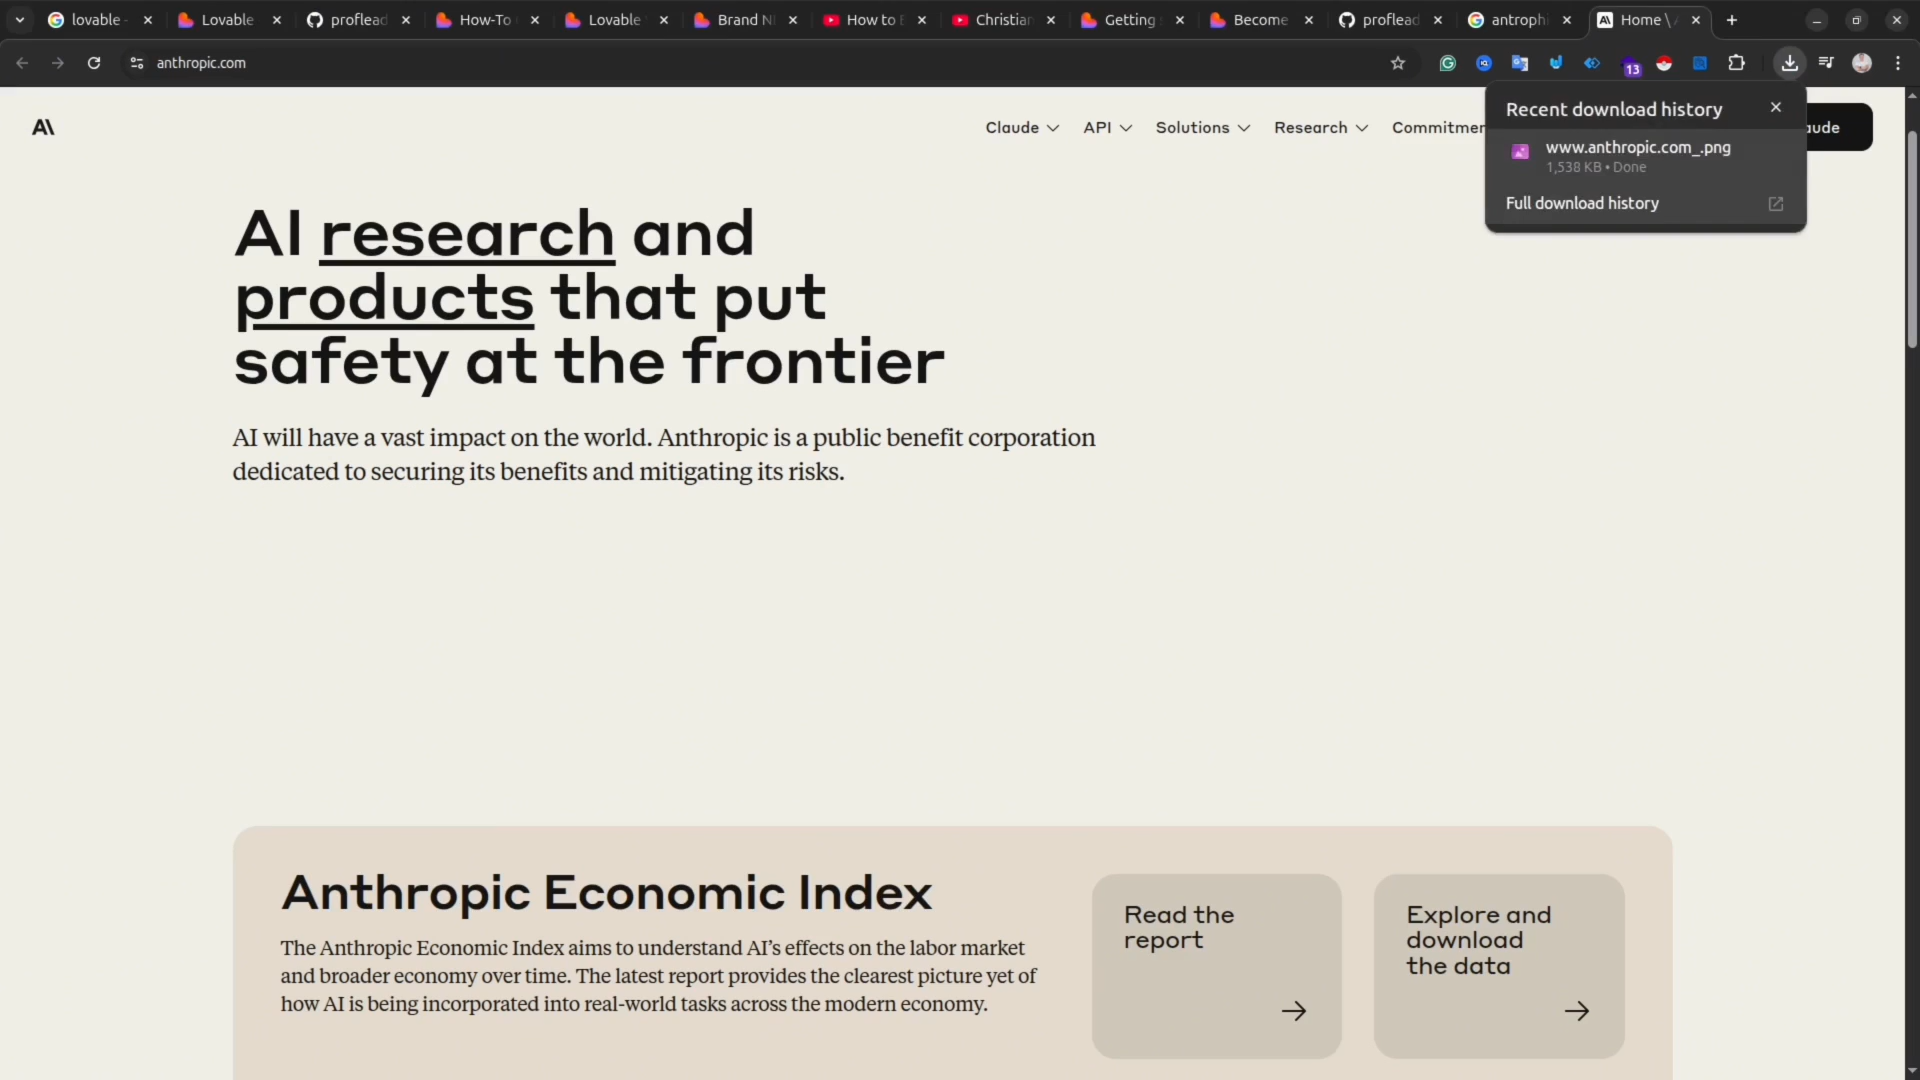 lovable -
Lovable
proflead
How-To
Lovable
Brand N
How to
Christian
Getting
Become
proflead
antrophi
Home \
anthropic.com
13
Recent download history
www.anthropic.com_.png
1,538 KB • Done
Full download history
Claude
API
Solutions
Research
Commitmen
aude
AI research and
products that put
safety at the frontier
AI will have a vast impact on the world. Anthropic is a public benefit corporation
dedicated to securing its benefits and mitigating its risks.
Anthropic Economic Index
The Anthropic Economic Index aims to understand AI’s effects on the labor market
and broader economy over time. The latest report provides the clearest picture yet of
how AI is being incorporated into real-world tasks across the modern economy.
Read the
report
Explore and
download
the data